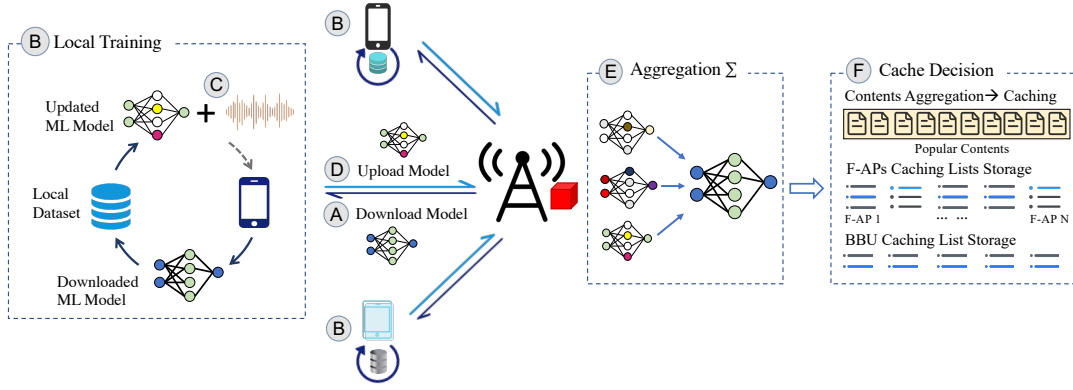 B Local Training
C
Updated
ML Model
+
Local
Dataset
Downloaded
ML Model
B
D Upload Model
A Download Model
B
E Aggregation ∑
F Cache Decision
Contents Aggregation→ Caching
Popular Contents
F-APs Caching Lists Storage
F-AP 1 ... ... F-AP N
BBU Caching List Storage